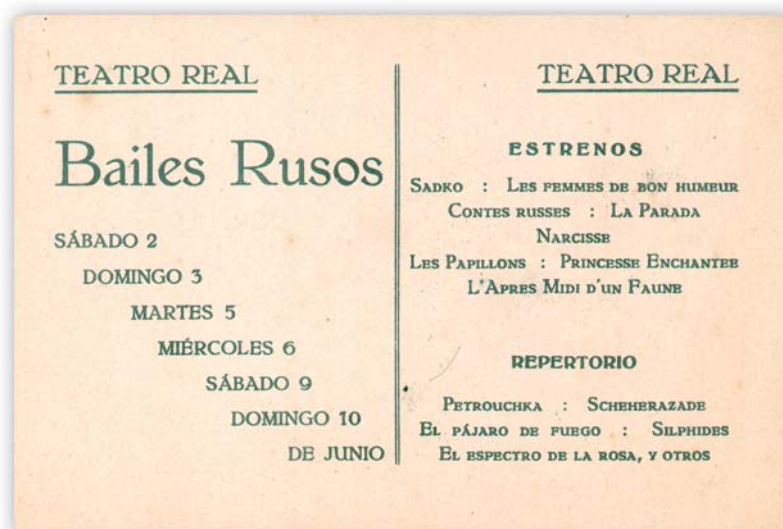 TEATRO REAL
Bailes Rusos
SÁBADO 2
DOMINGO 3
MARTES 5
MIÉRCOLES 6
SÁBADO 9
DOMINGO 10
DE JUNIO
TEATRO REAL
ESTRENOS
SADKO : LES FEMMES DE BON HUMEUR
CONTES RUSSES : LA PARADA
NARCISSE
LES PAPILLONS : PRINCESSE ENCHANTEE
L'APRES MIDI D'UN FAUNE
REPERTORIO
PETROUCHKA : SCHEHERAZADE
EL PÁJARO DE FUEGO : SILPHIDES
EL ESPECTRO DE LA ROSA, Y OTROS